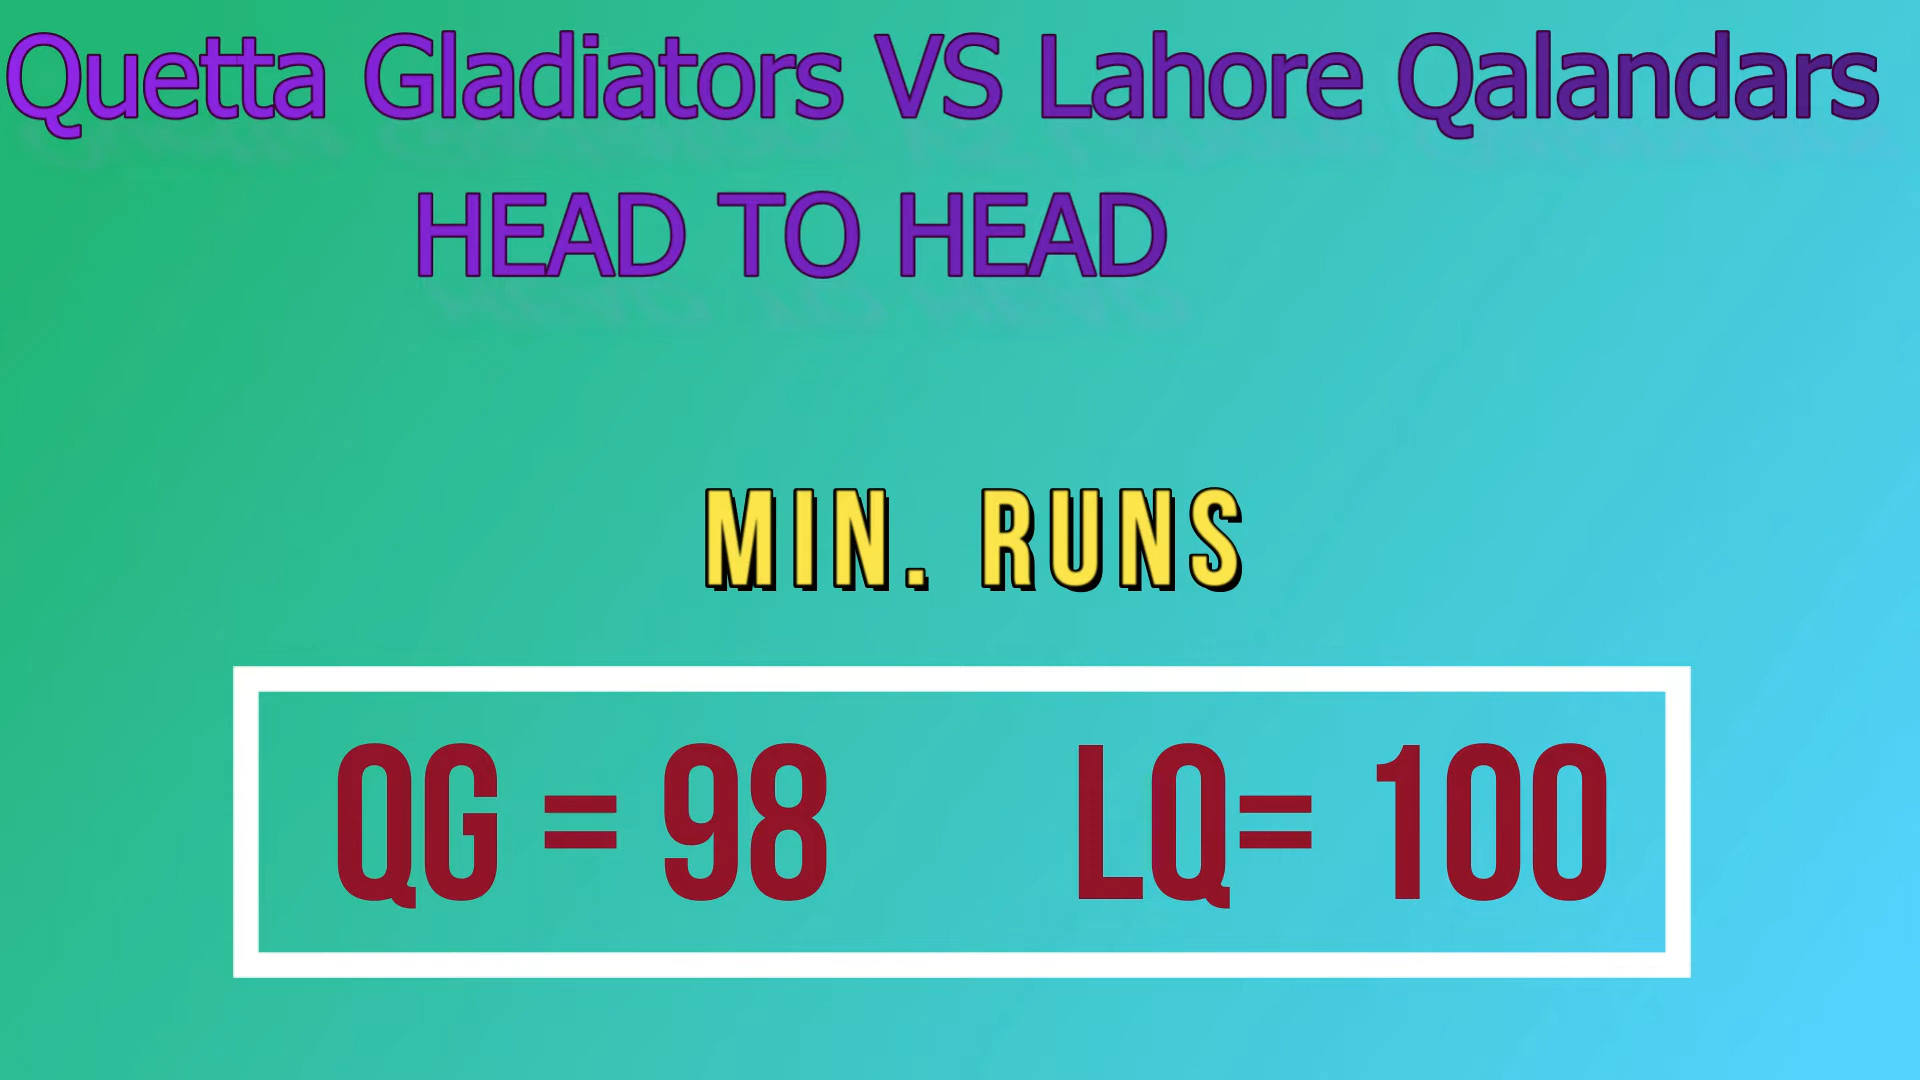 Quetta Gladiators VS Lahore Qalandars
HEAD TO HEAD
MIN. RUNS
QG = 98 LQ= 100